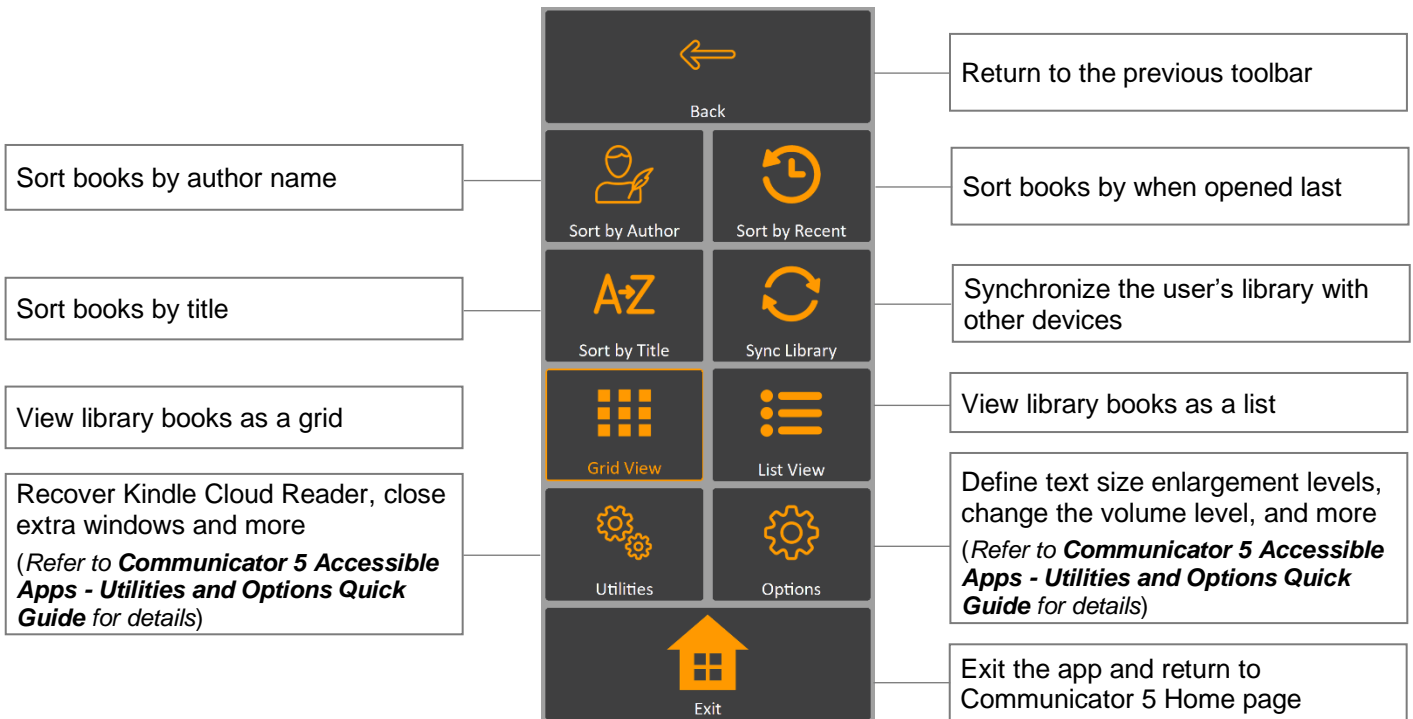 Back
Return to the previous toolbar
Sort books by author name
Sort by Author
Sort by Recent
Sort books by when opened last
Sort books by title
A Z
Sort by Title
Sync Library
Synchronize the user’s library with
other devices
View library books as a grid
Grid View
List View
View library books as a list
Recover Kindle Cloud Reader, close
extra windows and more
(Refer to Communicator 5 Accessible
Apps - Utilities and Options Quick
Guide for details)
Utilities
Options
Define text size enlargement levels,
change the volume level, and more
(Refer to Communicator 5 Accessible
Apps - Utilities and Options Quick
Guide for details)
Exit
Exit the app and return to
Communicator 5 Home page